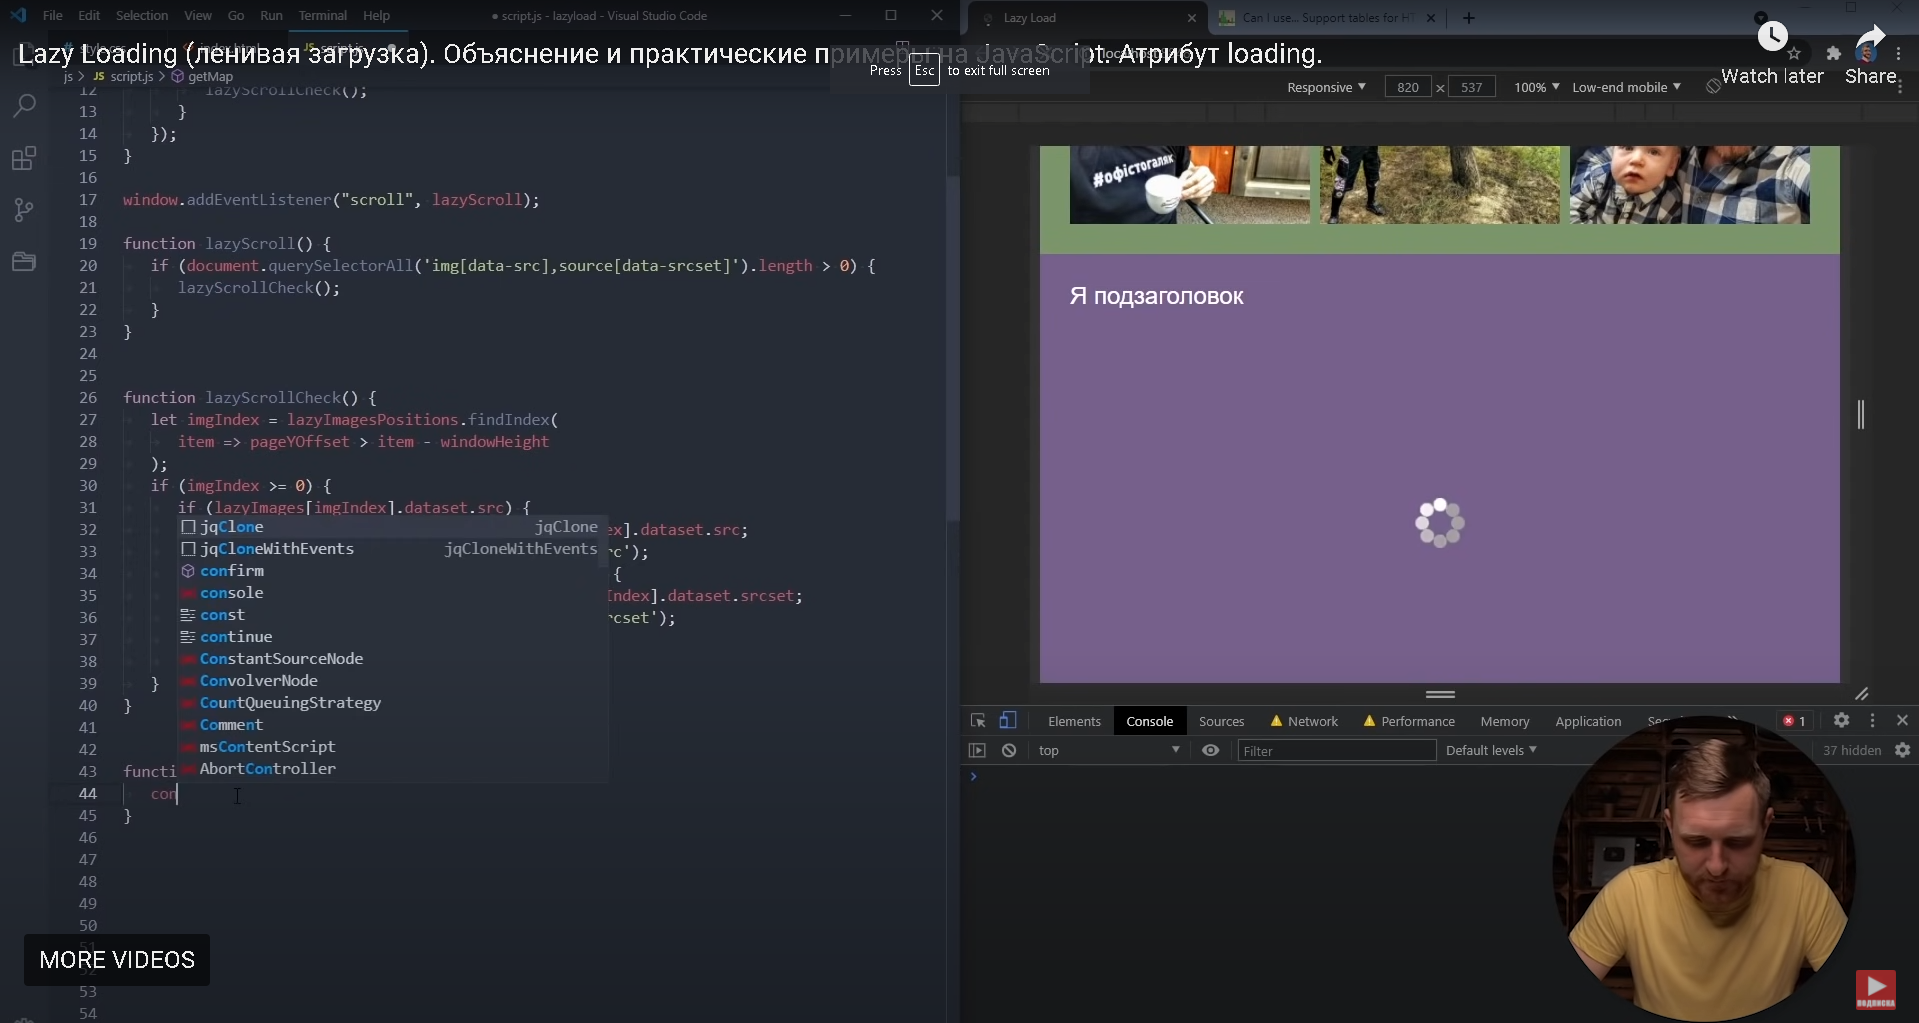 File Edit Selection View Go Run Terminal Help
● script.js - lazyload - Visual Studio Code
Lazy Load
Can I use... Support tables for HT
Lazy Loading (ленивая загрузка). Объяснение и практические примеры на JavaScript. Атрибут loading.
Press Esc to exit full screen
Watch later Share
js > JS script.js > getMap
Responsive 820 x 537 100% Low-end mobile
12 lazyScrollCheck();
13 }
14 });
15 }
16
17 window.addEventListener("scroll", lazyScroll);
18
19 function lazyScroll() {
20 if (document.querySelectorAll('img[data-src],source[data-srcset]').length > 0) {
21 lazyScrollCheck();
22 }
23 }
24
25
26 function lazyScrollCheck() {
27 let imgIndex = lazyImagesPositions.findIndex(
28 item => pageYOffset > item - windowHeight
29 );
30 if (imgIndex >= 0) {
31 if (lazyImages[imgIndex].dataset.src) {
32 ex].dataset.src;
33 rc');
34 {
35 Index].dataset.srcset;
36 rcset');
37
38
39 }
40 }
41
42
43 functi
44 con
45 }
46
47
48
49
50
53
54
jqClone jqClone
jqCloneWithEvents jqCloneWithEvents
confirm
console
const
continue
ConstantSourceNode
ConvolverNode
CountQueuingStrategy
Comment
msContentScript
AbortController
MORE VIDEOS
#офістогаляк
Я подзаголовок
Elements Console Sources Network Performance Memory Application 1
top Filter Default levels 37 hidden
ПОДПИСКА